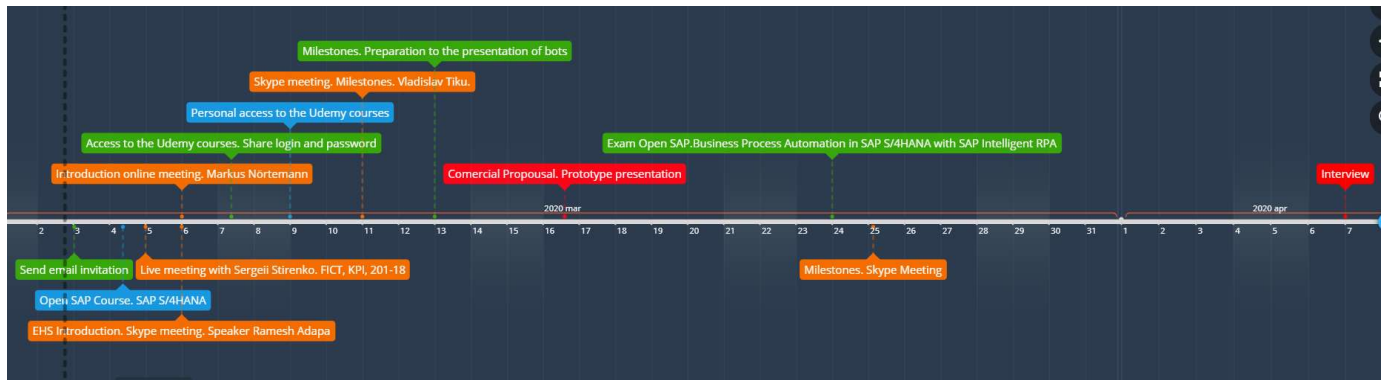 Milestones. Preparation to the presentation of bots
Skype meeting. Milestones. Vladislav Tiku.
Personal access to the Udemy courses
Access to the Udemy courses. Share login and password
Exam Open SAP.Business Process Automation in SAP S/4HANA with SAP Intelligent RPA
Introduction online meeting. Markus Nörtemann
Comercial Propousal. Prototype presentation
Interview
2020 mar
2020 apr
2 3 4 5 6 7 8 9 10 11 12 13 14 15 16 17 18 19 20 21 22 23 24 25 26 27 28 29 30 31 1 2 3 4 5 6 7
Send email invitation
Live meeting with Sergeii Stirenko. FICT, KPI, 201-18
Milestones. Skype Meeting
Open SAP Course. SAP S/4HANA
EHS Introduction. Skype meeting. Speaker Ramesh Adapa